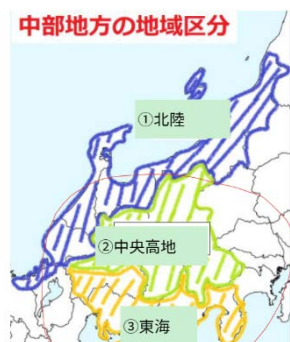 中部地方の地域区分
①北陸
②中央高地
③東海